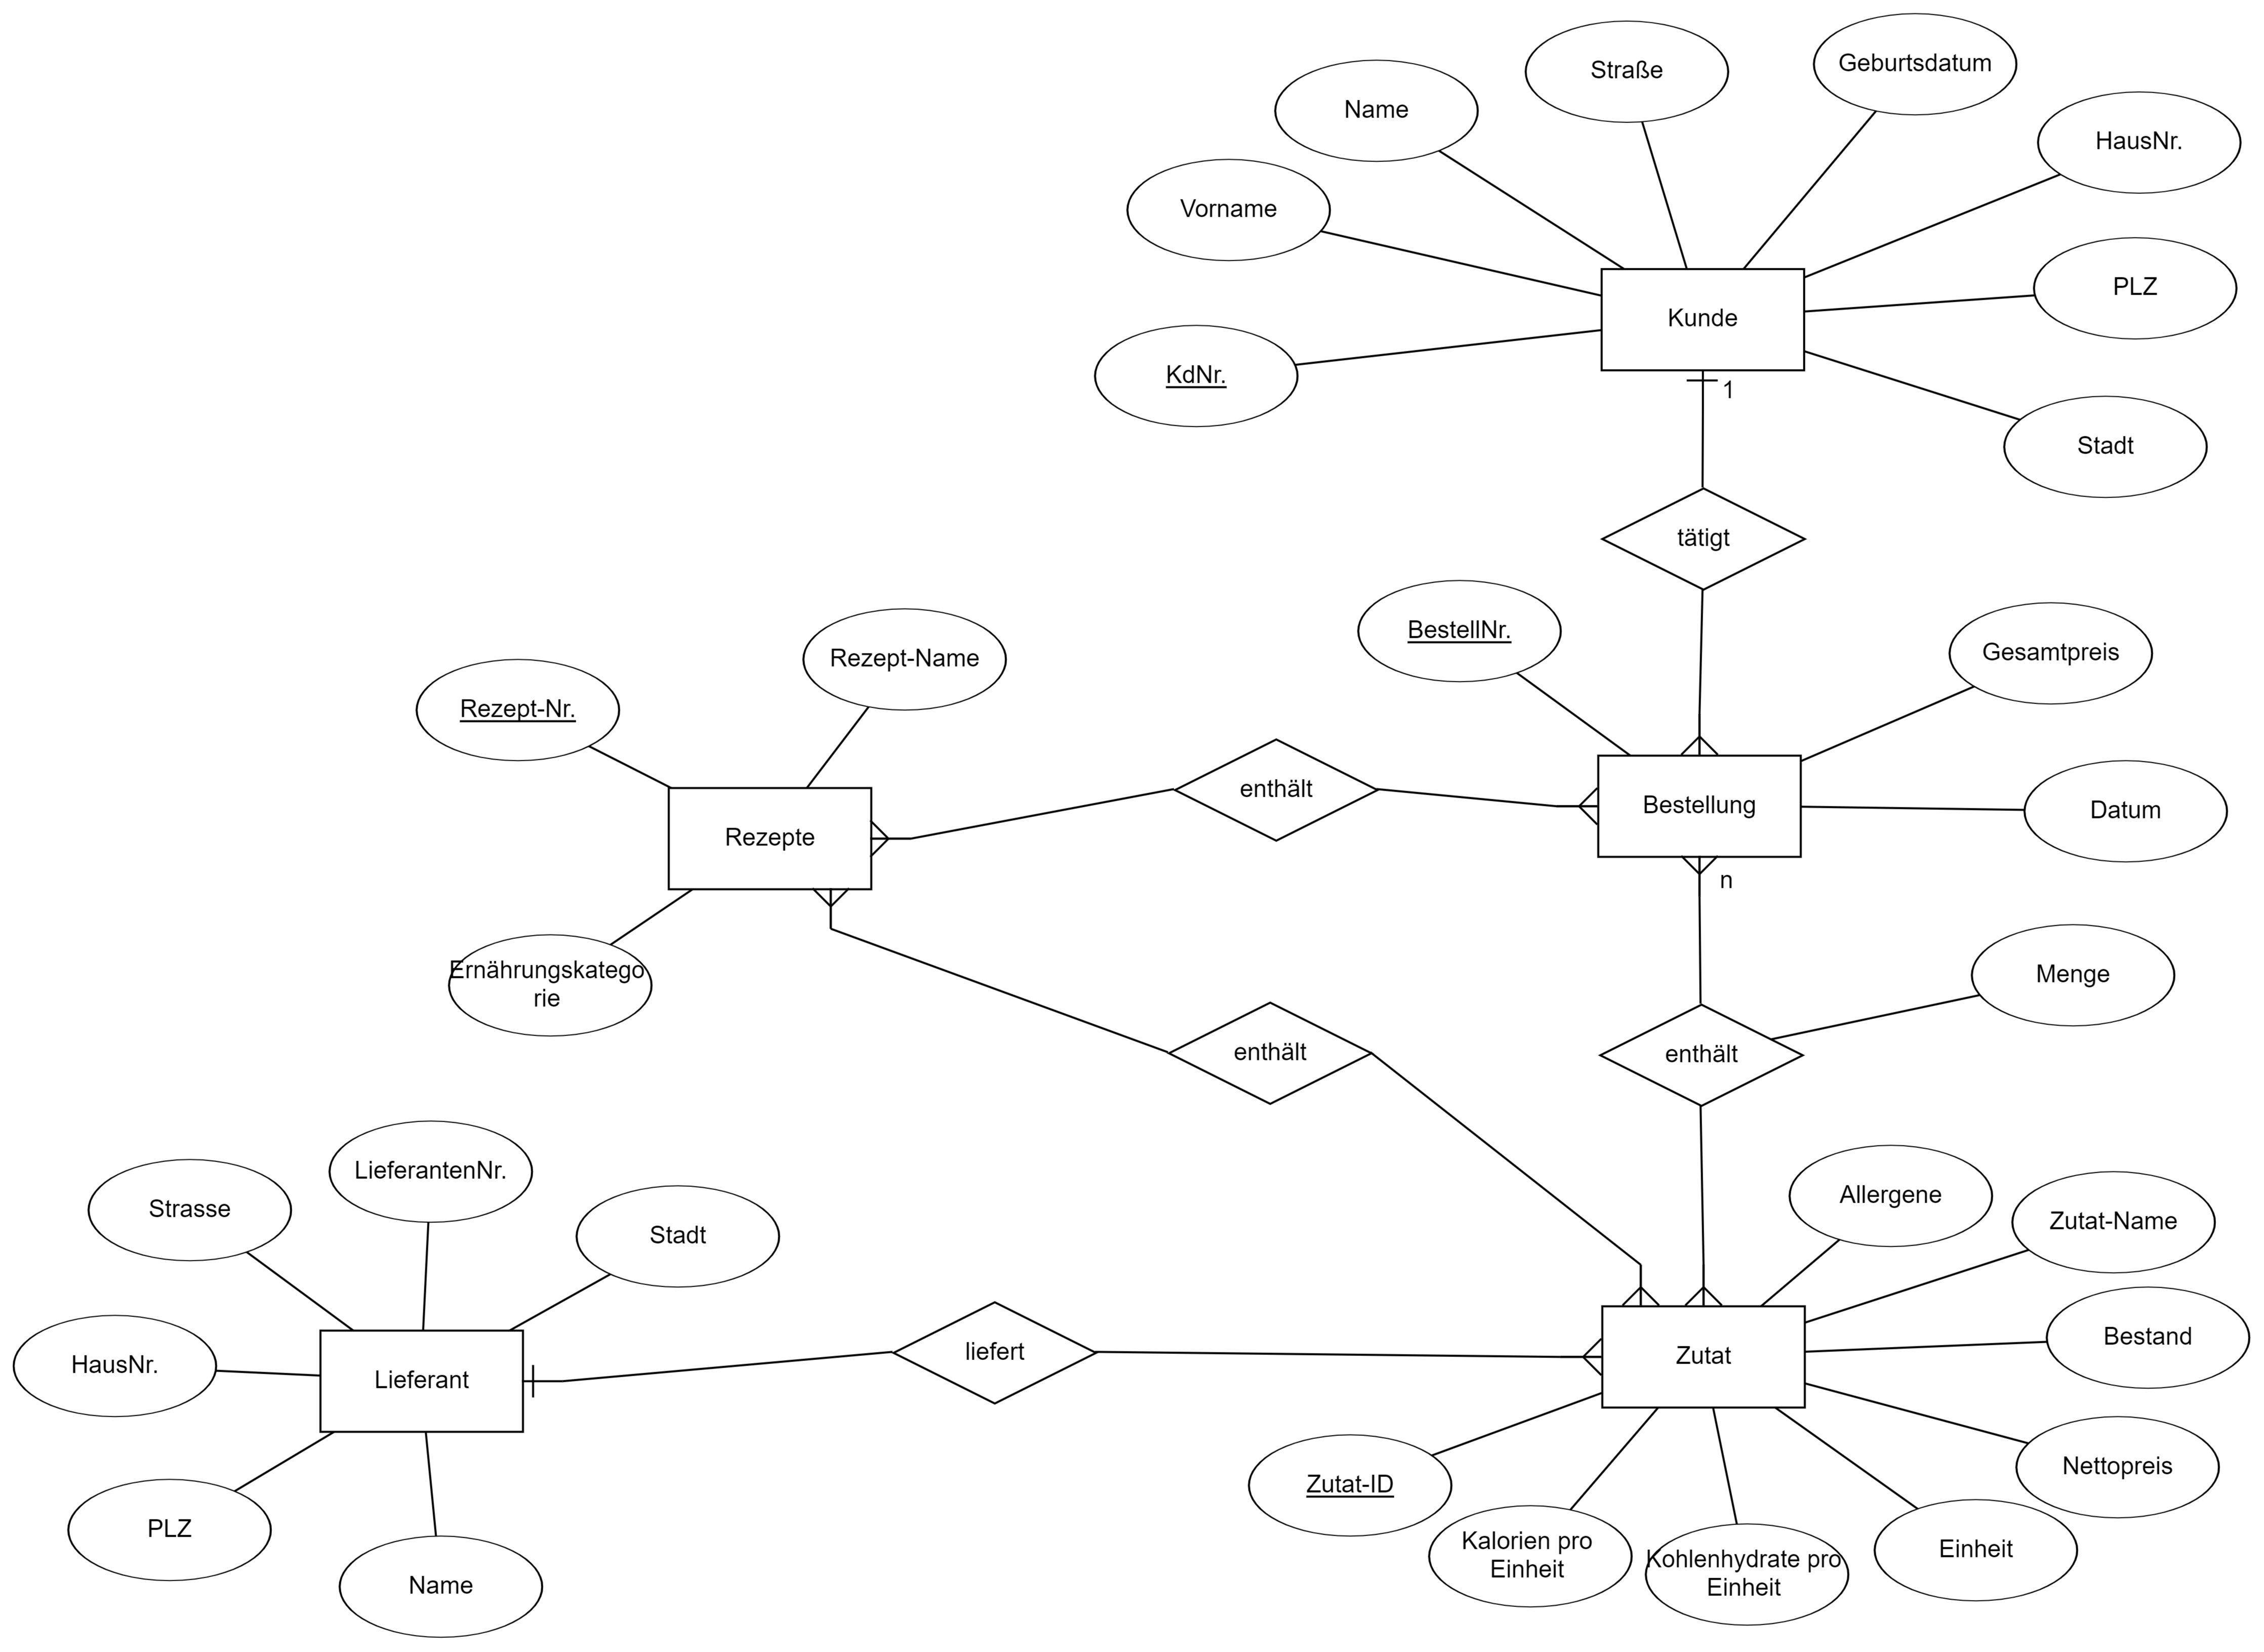 Geburtsdatum
Straße
Name
HausNr.
Vorname
PLZ
Kunde
KdNr.
1
Stadt
tätigt
BestellNr.
Gesamtpreis
Rezept-Name
Rezept-Nr.
enthält
Bestellung
Datum
Rezepte
n
Ernährungskatego
rie
Menge
enthält
enthält
LieferantenNr.
Allergene
Strasse
Zutat-Name
Stadt
Bestand
liefert
Zutat
HausNr.
Lieferant
Nettopreis
Zutat-ID
PLZ
Kalorien pro
Einheit
Kohlenhydrate pro
Einheit
Einheit
Name